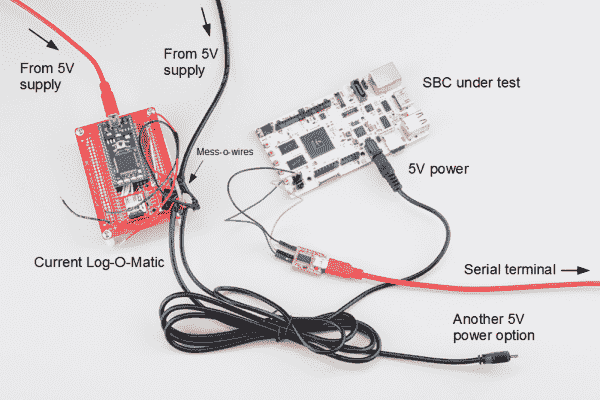 From 5V
supply
From 5V
supply
SBC under test
Mess-o-wires
5V power
Current Log-O-Matic
Serial terminal
Another 5V
power option